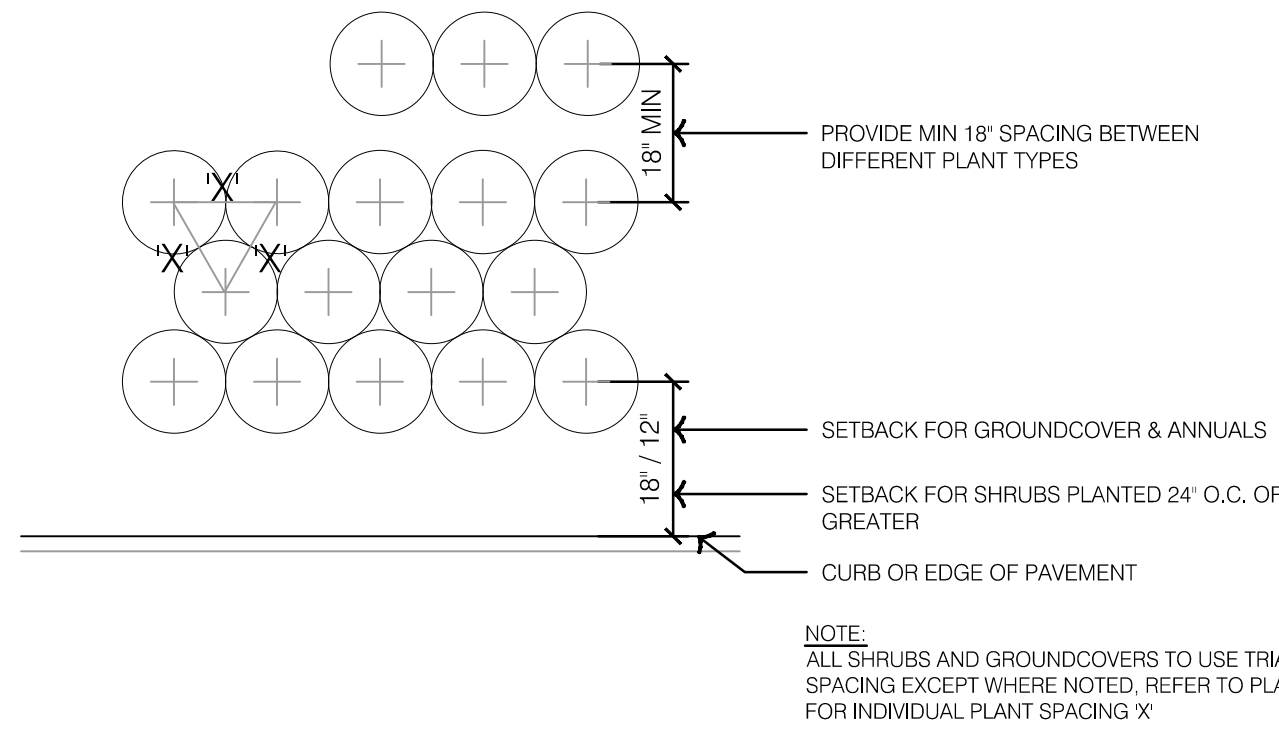 18" MIN
PROVIDE MIN 18" SPACING BETWEEN
DIFFERENT PLANT TYPES
'X'
'X' 'X'
18" / 12"
SETBACK FOR GROUNDCOVER & ANNUALS
SETBACK FOR SHRUBS PLANTED 24" O.C. OR
GREATER
CURB OR EDGE OF PAVEMENT
NOTE:
ALL SHRUBS AND GROUNDCOVERS TO USE
SPACING EXCEPT WHERE NOTED, REFER TO
FOR INDIVIDUAL PLANT SPACING 'X'